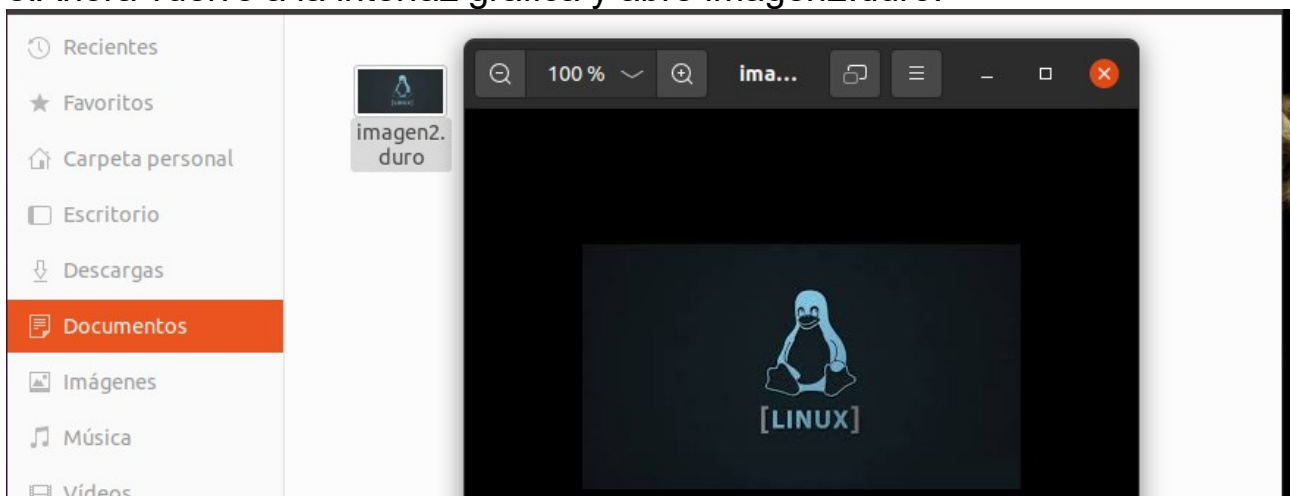 Recientes
Favoritos
Carpeta personal
Escritorio
Descargas
Documentos
Imágenes
Música
Vídeos
imagen2.
duro
100 %
ima...
[LINUX]